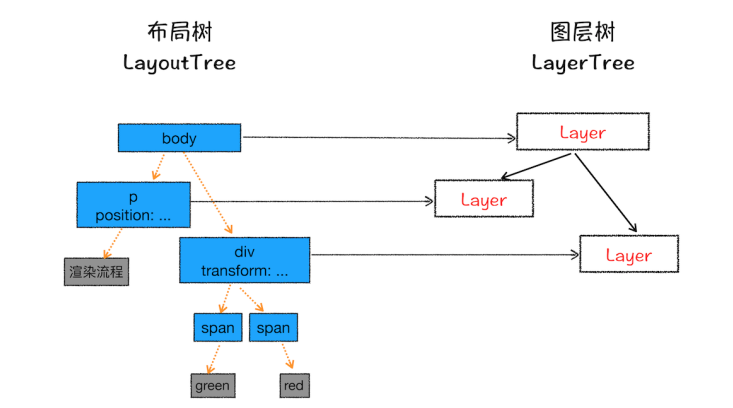 布局树
LayoutTree
图层树
LayerTree
body
Layer
p
position: ...
Layer
div
transform: ...
Layer
渲染流程
span
span
green
red